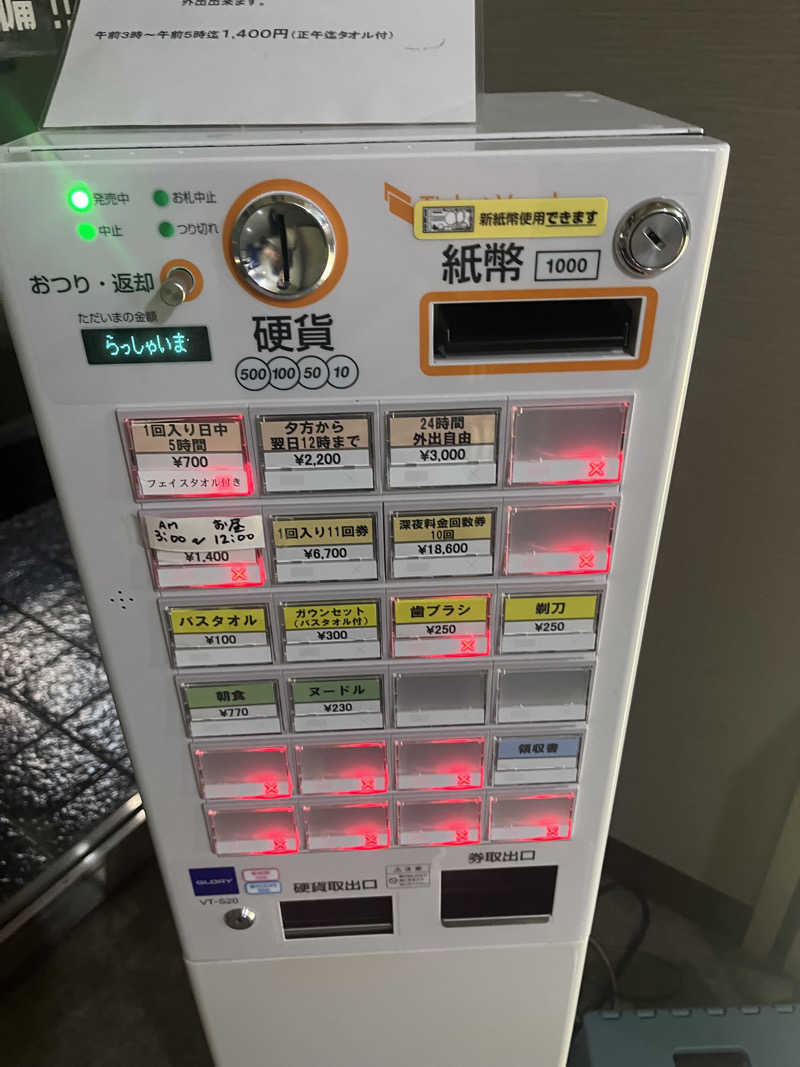 備!!
外出出来ます。
午前3時～午前5時迄1,400円(正午迄タオル付)
発売中
お札中止
中止
つり切れ
おつり・返却
ただいまの金額
らっしゃいま
硬貨
500 100 50 10
新紙幣使用できます
紙幣 1000
1回入り日中
5時間
¥700
フェイスタオル付き
夕方から
翌日12時まで
¥2,200
24時間
外出自由
¥3,000
AM お昼
3:00~12:00
¥1,400
1回入り11回券
¥6,700
深夜料金回数券
10回
¥18,600
バスタオル
¥100
ガウンセット
(バスタオル付)
¥300
歯ブラシ
¥250
剃刀
¥250
朝食
¥770
ヌードル
¥230
領収書
GLORY
VT-S20
硬貨取出口
券取出口